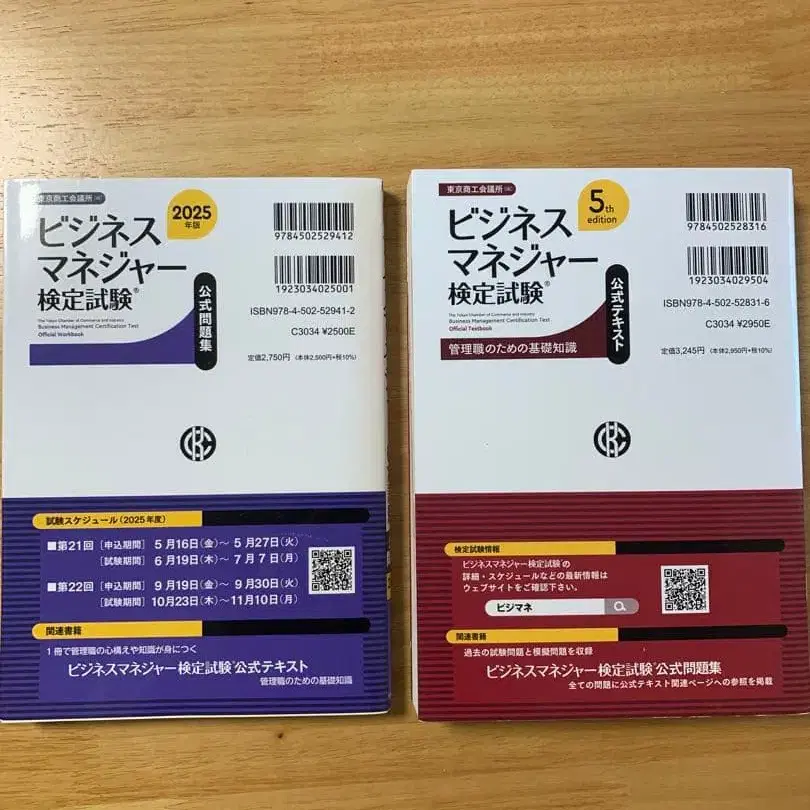 東京商工会議所 編
2025
年版
ビジネス
マネジャー
検定試験®
The Tokyo Chamber of Commerce and Industry
Business Management Certification Test
Official Workbook
公式問題集
9784502529412
1923034025001
ISBN978-4-502-52941-2
C3034 ¥2500E
定価2,750円 (本体2,500円+税10%)
試験スケジュール(2025年度)
■第21回 [申込期間] 5月16日(金)~ 5月27日(火)
[試験期間] 6月19日(木)~ 7月 7日(月)
■第22回 [申込期間] 9月19日(金)~ 9月30日(火)
[試験期間] 10月23日(木)~11月10日(月)
関連書籍
1冊で管理職の心構えや知識が身につく
ビジネスマネジャー検定試験®公式テキスト
管理職のための基礎知識
東京商工会議所 編
5th
edition
ビジネス
マネジャー
検定試験®
The Tokyo Chamber of Commerce and Industry
Business Management Certification Test
Official Textbook
公式テキスト
管理職のための基礎知識
9784502528316
1923034029504
ISBN978-4-502-52831-6
C3034 ¥2950E
定価3,245円 (本体2,950円+税10%)
検定試験情報
ビジネスマネジャー検定試験®の
詳細・スケジュールなどの最新情報は
ウェブサイトをご確認下さい。
ビジマネ
関連書籍
過去の試験問題と模擬問題を収録
ビジネスマネジャー検定試験®公式問題集
全ての問題に公式テキスト関連ページへの参照を掲載